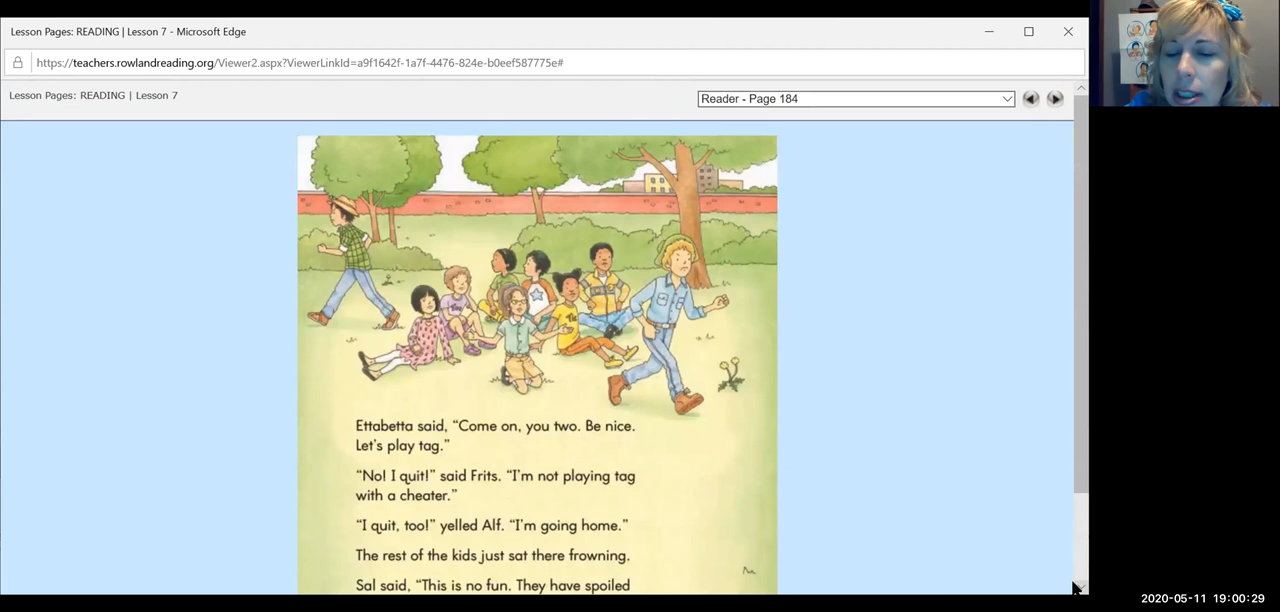 Lesson Pages: READING | Lesson 7 - Microsoft Edge
https://teachers.rowlandreading.org/Viewer2.aspx?ViewerLinkId=a9f1642f-1a7f-4476-824e-b0eef587775e#
Lesson Pages: READING | Lesson 7
Reader - Page 184
Ettabetta said, “Come on, you two. Be nice.
Let’s play tag.”
“No! I quit!” said Frits. “I’m not playing tag
with a cheater.”
“I quit, too!” yelled Alf. “I’m going home.”
The rest of the kids just sat there frowning.
Sal said, “This is no fun. They have spoiled
2020-05-11 19:00:29